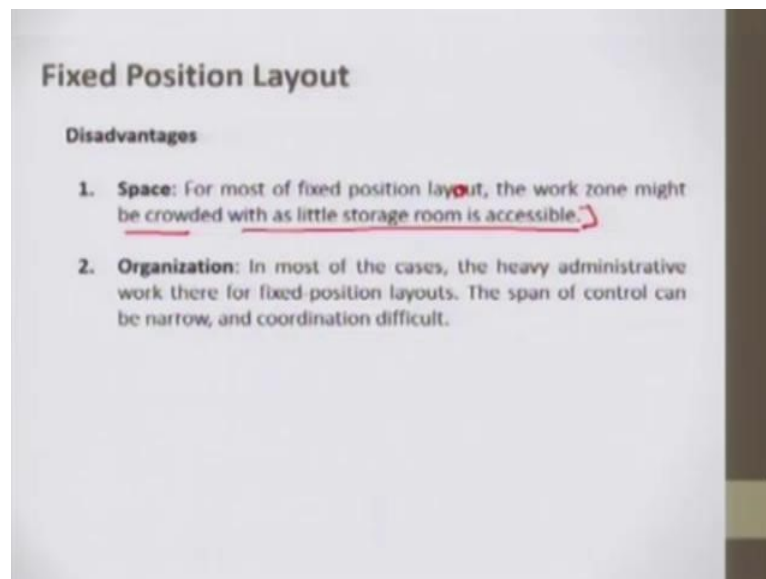 Fixed Position Layout
Disadvantages
1. Space: For most of fixed position layout, the work zone might
be crowded with as little storage room is accessible.
2. Organization: In most of the cases, the heavy administrative
work there for fixed position layouts. The span of control can
be narrow, and coordination difficult.